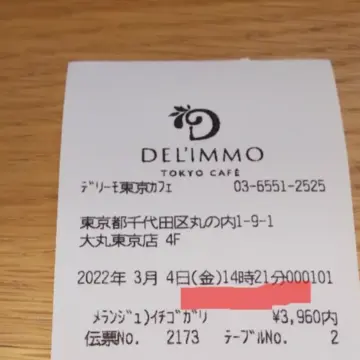 DEL'IMMO
TOKYO CAFÉ
ﾃﾞﾘｰﾓ東京ｶﾌｪ 03-6551-2525
東京都千代田区丸の内1-9-1
大丸東京店 4F
2022年 3月 4日(金)14時21分000101
ﾒﾗﾝｼﾞｭ)ｲﾁｺﾞｶﾞﾘ ¥3,960内
伝票No. 2173 ﾃｰﾌﾞﾙNo. 2